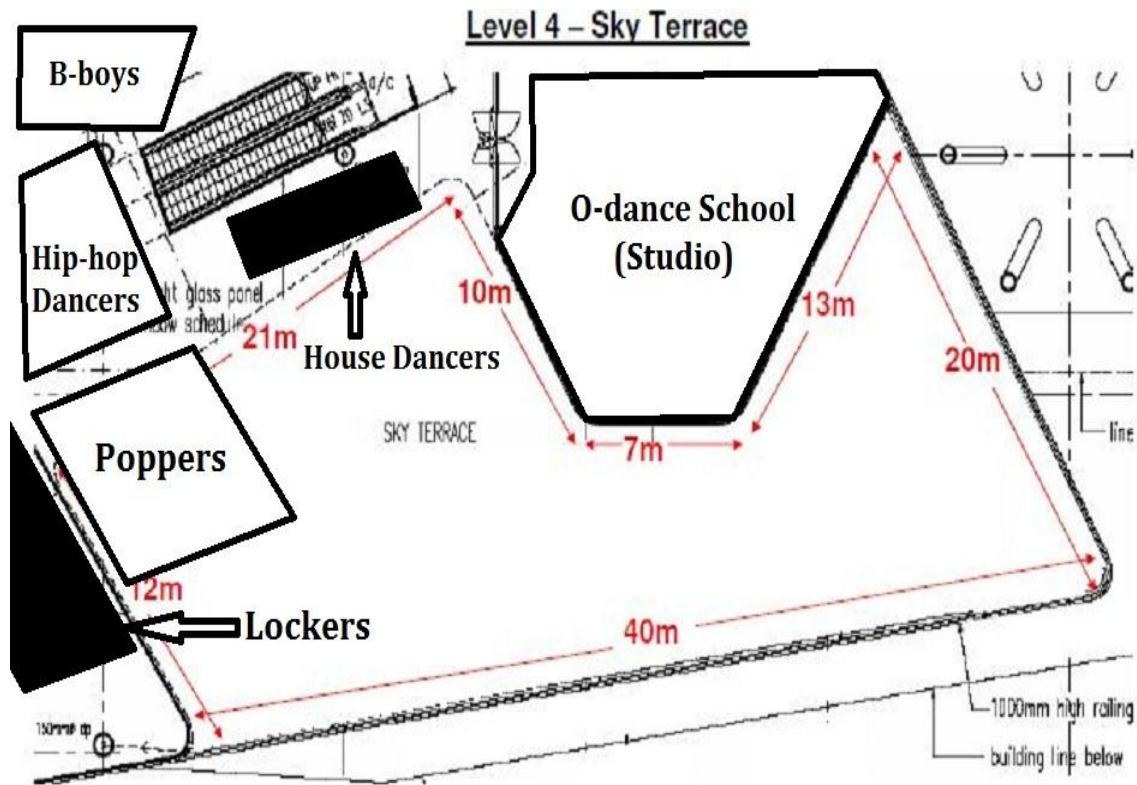 Level 4 – Sky Terrace
B-boys
a/c
O-dance School
(Studio)
Hip-hop
Dancers
glass panel
10m
13m
21m
House Dancers
20m
SKY TERRACE
line
7m
Poppers
12m
Lockers
40m
1000mm high railing
building line below